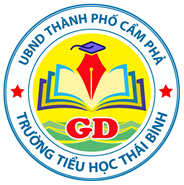 UBND THÀNH PHỐ CẨM PHẢ
GD
TRƯỜNG TIỂU HỌC THÁI BÌNH